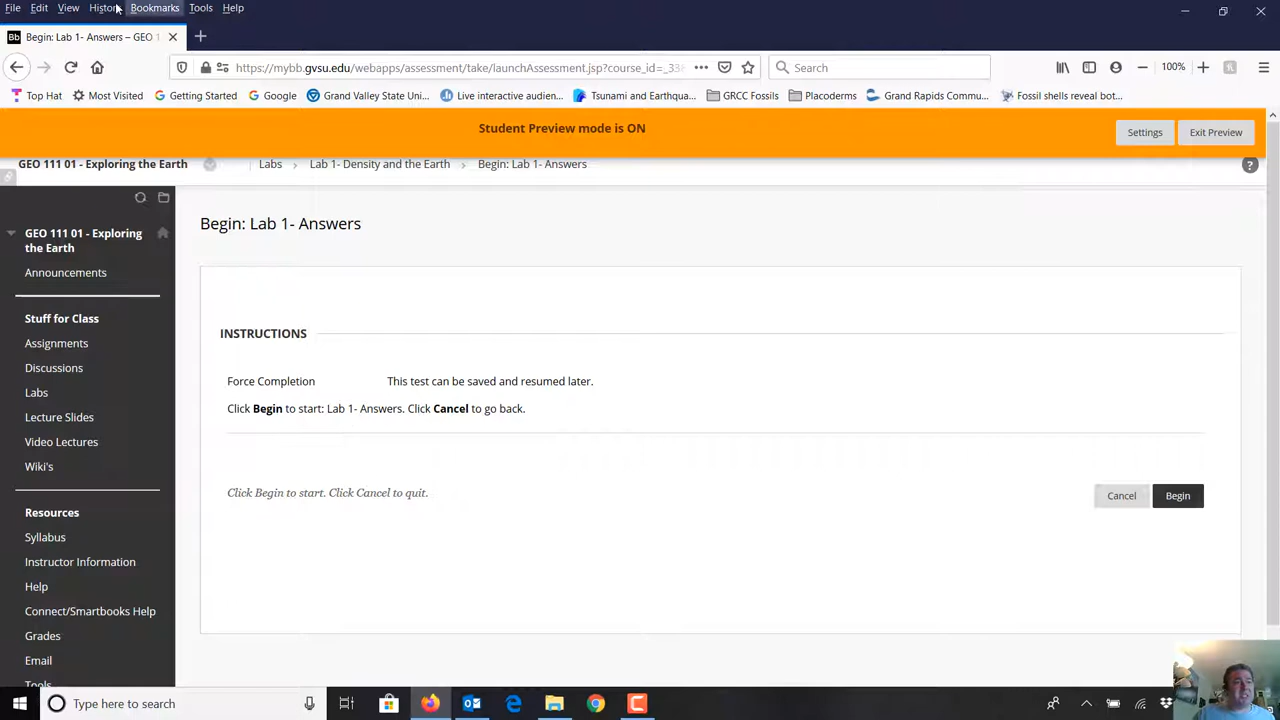 File Edit View History Bookmarks Tools Help
Begin: Lab 1- Answers – GEO 1
https://mybb.gvsu.edu/webapps/assessment/take/launchAssessment.jsp?course_id=_338 Search 100%
Top Hat Most Visited Getting Started Google Grand Valley State Uni... Live interactive audien... Tsunami and Earthqua... GRCC Fossils Placoderms Grand Rapids Commu... Fossil shells reveal bot...
Student Preview mode is ON
Settings Exit Preview
GEO 111 01 - Exploring the Earth Labs Lab 1- Density and the Earth Begin: Lab 1- Answers
GEO 111 01 - Exploring
the Earth
Announcements
Stuff for Class
Assignments
Discussions
Labs
Lecture Slides
Video Lectures
Wiki's
Resources
Syllabus
Instructor Information
Help
Connect/Smartbooks Help
Grades
Email
Tools
Begin: Lab 1- Answers
INSTRUCTIONS
Force Completion This test can be saved and resumed later.
Click Begin to start: Lab 1- Answers. Click Cancel to go back.
Click Begin to start. Click Cancel to quit.
Cancel Begin
Type here to search